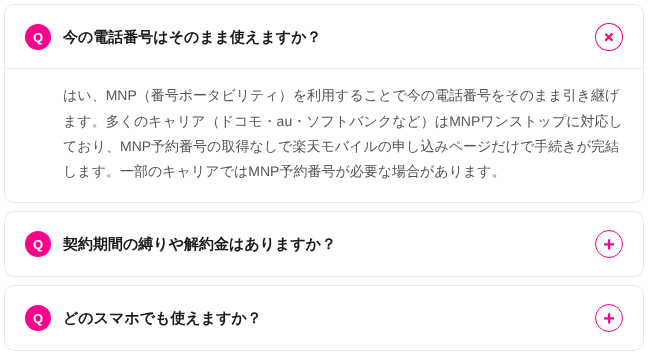 Q 今の電話番号はそのまま使えますか？
はい、MNP（番号ポータビリティ）を利用することで今の電話番号をそのまま引き継げ
ます。多くのキャリア（ドコモ・au・ソフトバンクなど）はMNPワンストップに対応し
ており、MNP予約番号の取得なしで楽天モバイルの申し込みページだけで手続きが完結
します。一部のキャリアではMNP予約番号が必要な場合があります。
Q 契約期間の縛りや解約金はありますか？
Q どのスマホでも使えますか？